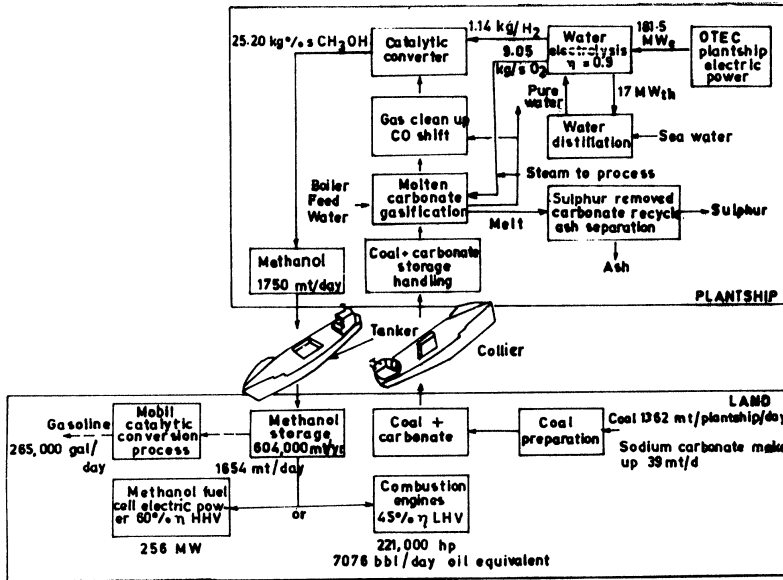 25.20 kg%s CH3OH
Catalytic
converter
1.14 kg/H2
9.05
kg/s O2
Water
electrolysis
η = 0.9
181.5
MWe
OTEC
plantship
electric
power
Pure
water
17 MWth
Gas clean up
CO shift
Water
distillation
Sea water
Steam to process
Boiler
Feed
Water
Molten
carbonate
gasification
Melt
Sulphur removed
carbonate recycle
ash separation
Sulphur
Ash
Methanol
1750 mt/day
Coal + carbonate
storage
handling
PLANTSHIP
Tanker
Collier
LAND
Gasoline
265,000 gal/
day
Mobil
catalytic
conversion
process
Methanol
storage
604,000 mt/yr
1654 mt/day
Coal +
carbonate
Coal
preparation
Coal 1362 mt/plantship/day
Sodium carbonate make
up 39 mt/d
Methanol fuel
cell electric pow-
er 60% η HHV
256 MW
or
Combustion
engines
45% η LHV
221,000 hp
7076 bbl/day oil equivalent